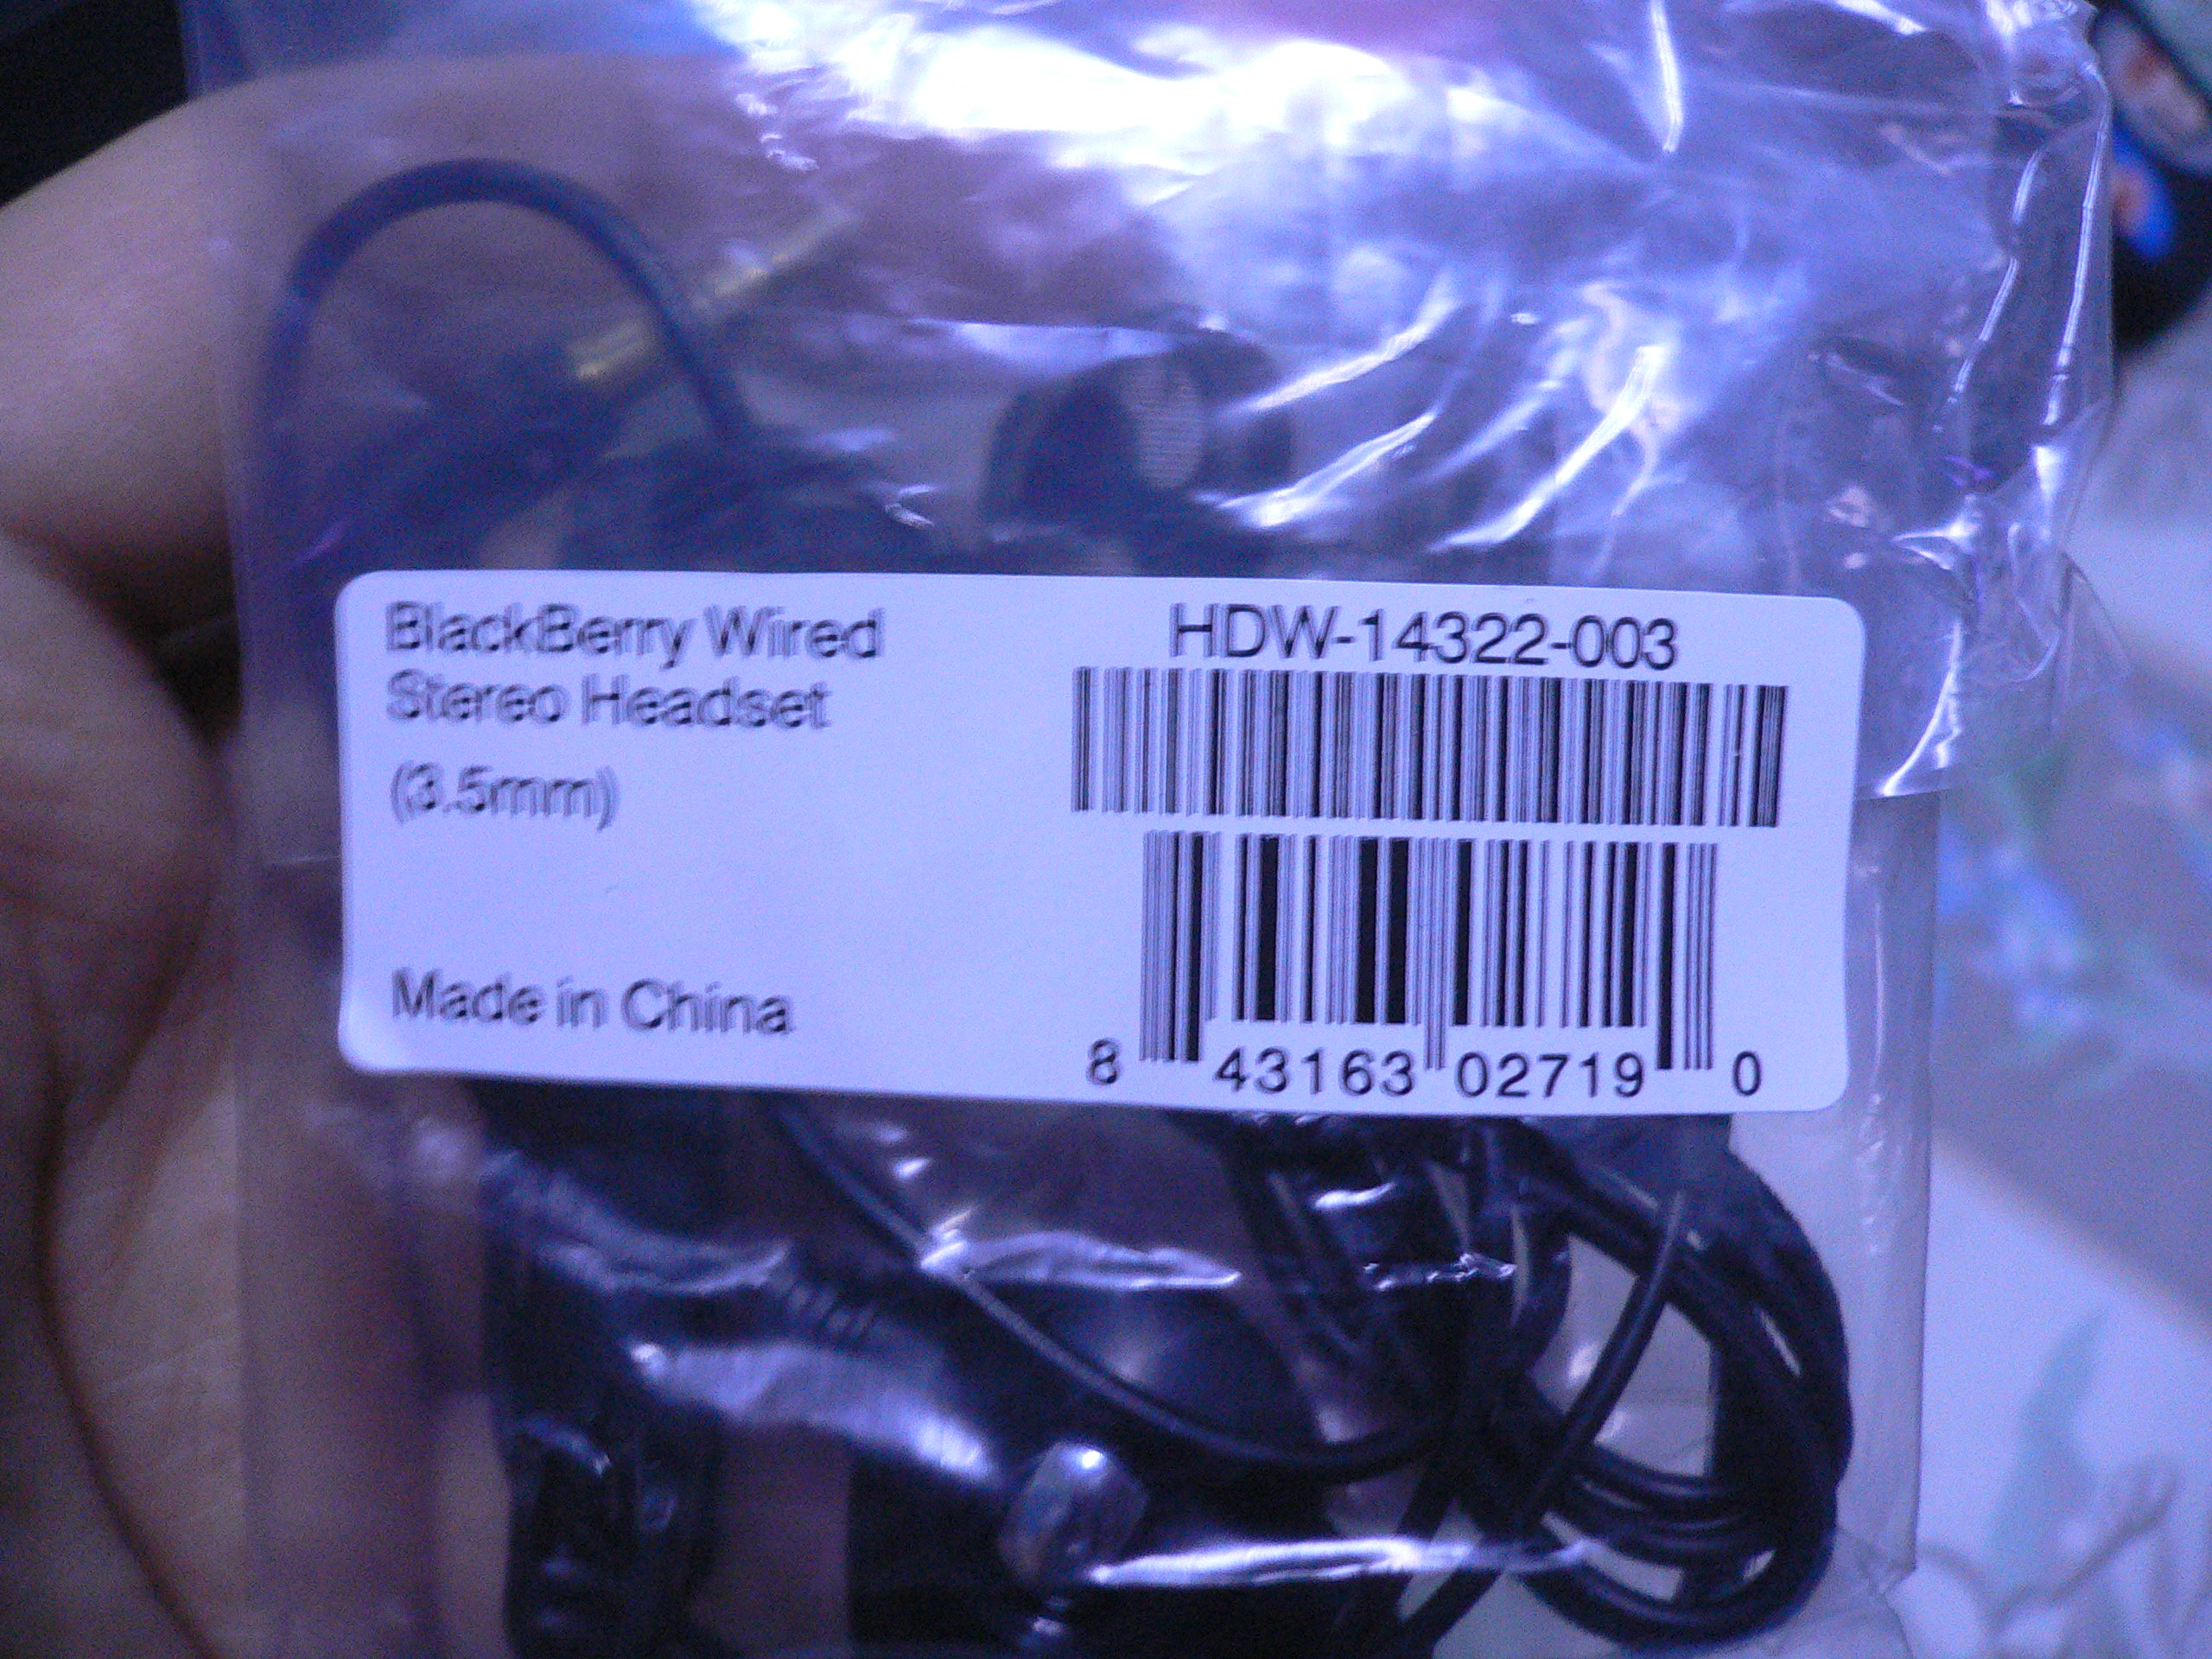 BlackBerry Wired
Stereo Headset
(3.5mm)
Made in China
HDW-14322-003
8 43163 02719 0